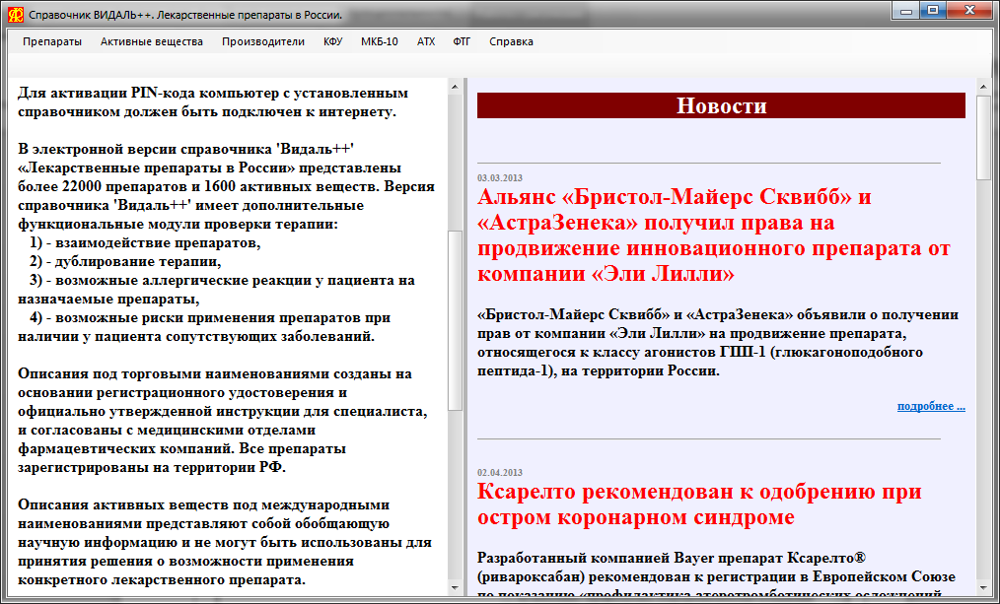 Справочник ВИДАЛЬ++. Лекарственные препараты в России.
Препараты Активные вещества Производители КФУ МКБ-10 АТХ ФТГ Справка
Для активации PIN-кода компьютер с установленным
справочником должен быть подключен к интернету.
В электронной версии справочника 'Видаль++'
«Лекарственные препараты в России» представлены
более 22000 препаратов и 1600 активных веществ. Версия
справочника 'Видаль++' имеет дополнительные
функциональные модули проверки терапии:
1) - взаимодействие препаратов,
2) - дублирование терапии,
3) - возможные аллергические реакции у пациента на
назначаемые препараты,
4) - возможные риски применения препаратов при
наличии у пациента сопутствующих заболеваний.
Описания под торговыми наименованиями созданы на
основании регистрационного удостоверения и
официально утвержденной инструкции для специалиста,
и согласованы с медицинскими отделами
фармацевтических компаний. Все препараты
зарегистрированы на территории РФ.
Описания активных веществ под международными
наименованиями представляют собой обобщающую
научную информацию и не могут быть использованы для
принятия решения о возможности применения
конкретного лекарственного препарата.
Новости
03.03.2013
Альянс «Бристол-Майерс Сквибб» и
«АстраЗенека» получил права на
продвижение инновационного препарата от
компании «Эли Лилли»
«Бристол-Майерс Сквибб» и «АстраЗенека» объявили о получении
прав от компании «Эли Лилли» на продвижение препарата,
относящегося к классу агонистов ГПП-1 (глюкагоноподобного
пептида-1), на территории России.
подробнее ...
02.04.2013
Ксарелто рекомендован к одобрению при
остром коронарном синдроме
Разработанный компанией Bayer препарат Ксарелто®
(ривароксабан) рекомендован к регистрации в Европейском Союзе
по показанию «профилактика атеротромботических осложнений